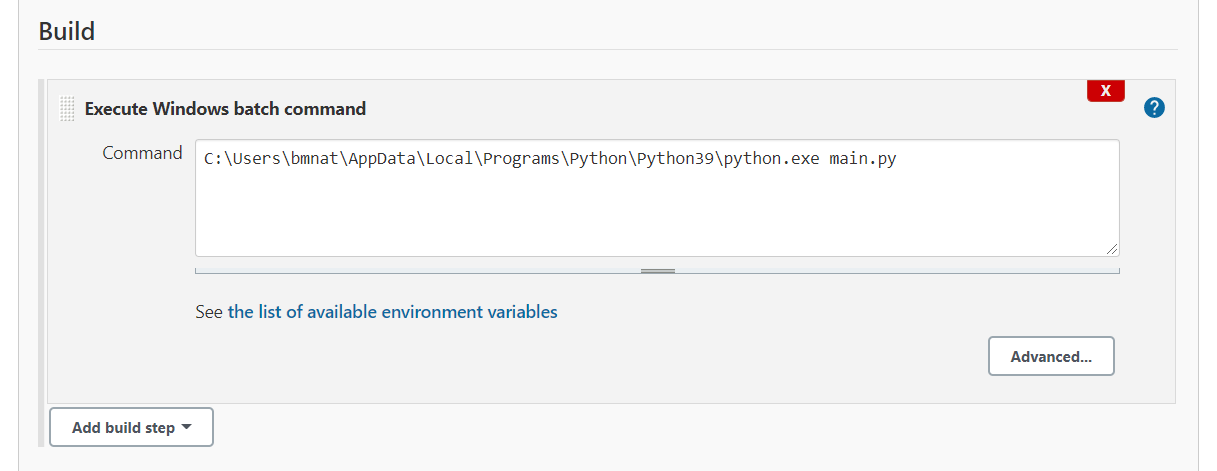 Build
X
Execute Windows batch command
?
Command
C:\Users\bmnat\AppData\Local\Programs\Python\Python39\python.exe main.py
See the list of available environment variables
Advanced...
Add build step